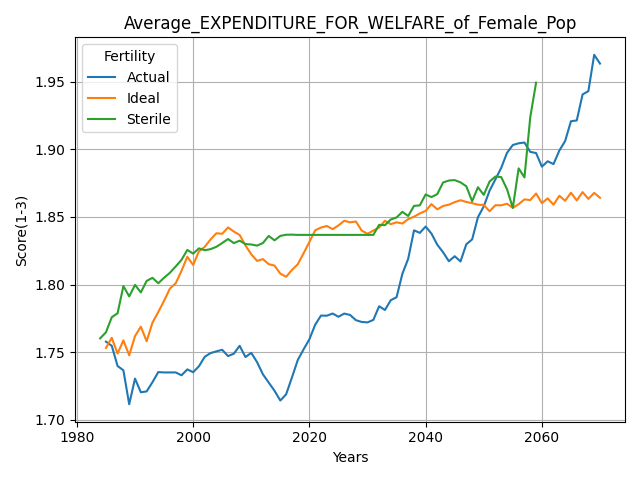 Average_EXPENDITURE_FOR_WELFARE_of_Female_Pop
Fertility
Actual
Ideal
Sterile
Score(1-3)
1.95
1.90
1.85
1.80
1.75
1.70
1980
2000
2020
2040
2060
Years